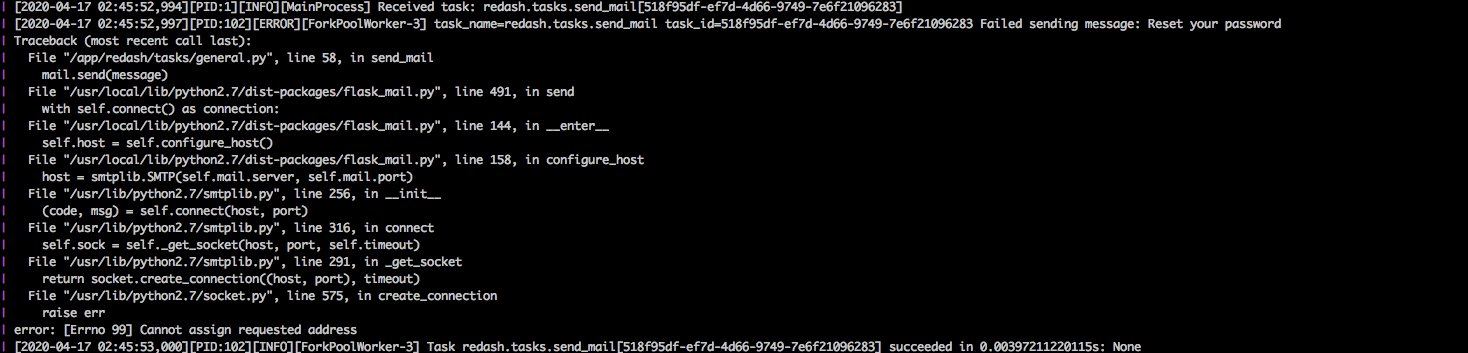 | [2020-04-17 02:45:52,994][PID:1][INFO][MainProcess] Received task: redash.tasks.send_mail[518f95df-ef7d-4d66-9749-7e6f21096283]
| [2020-04-17 02:45:52,997][PID:102][ERROR][ForkPoolWorker-3] task_name=redash.tasks.send_mail task_id=518f95df-ef7d-4d66-9749-7e6f21096283 Failed sending message: Reset your password
| Traceback (most recent call last):
|   File "/app/redash/tasks/general.py", line 58, in send_mail
|     mail.send(message)
|   File "/usr/local/lib/python2.7/dist-packages/flask_mail.py", line 491, in send
|     with self.connect() as connection:
|   File "/usr/local/lib/python2.7/dist-packages/flask_mail.py", line 144, in __enter__
|     self.host = self.configure_host()
|   File "/usr/local/lib/python2.7/dist-packages/flask_mail.py", line 158, in configure_host
|     host = smtplib.SMTP(self.mail.server, self.mail.port)
|   File "/usr/lib/python2.7/smtplib.py", line 256, in __init__
|     (code, msg) = self.connect(host, port)
|   File "/usr/lib/python2.7/smtplib.py", line 316, in connect
|     self.sock = self._get_socket(host, port, self.timeout)
|   File "/usr/lib/python2.7/smtplib.py", line 291, in _get_socket
|     return socket.create_connection((host, port), timeout)
|   File "/usr/lib/python2.7/socket.py", line 575, in create_connection
|     raise err
| error: [Errno 99] Cannot assign requested address
| [2020-04-17 02:45:53,000][PID:102][INFO][ForkPoolWorker-3] Task redash.tasks.send_mail[518f95df-ef7d-4d66-9749-7e6f21096283] succeeded in 0.00397211220115s: None